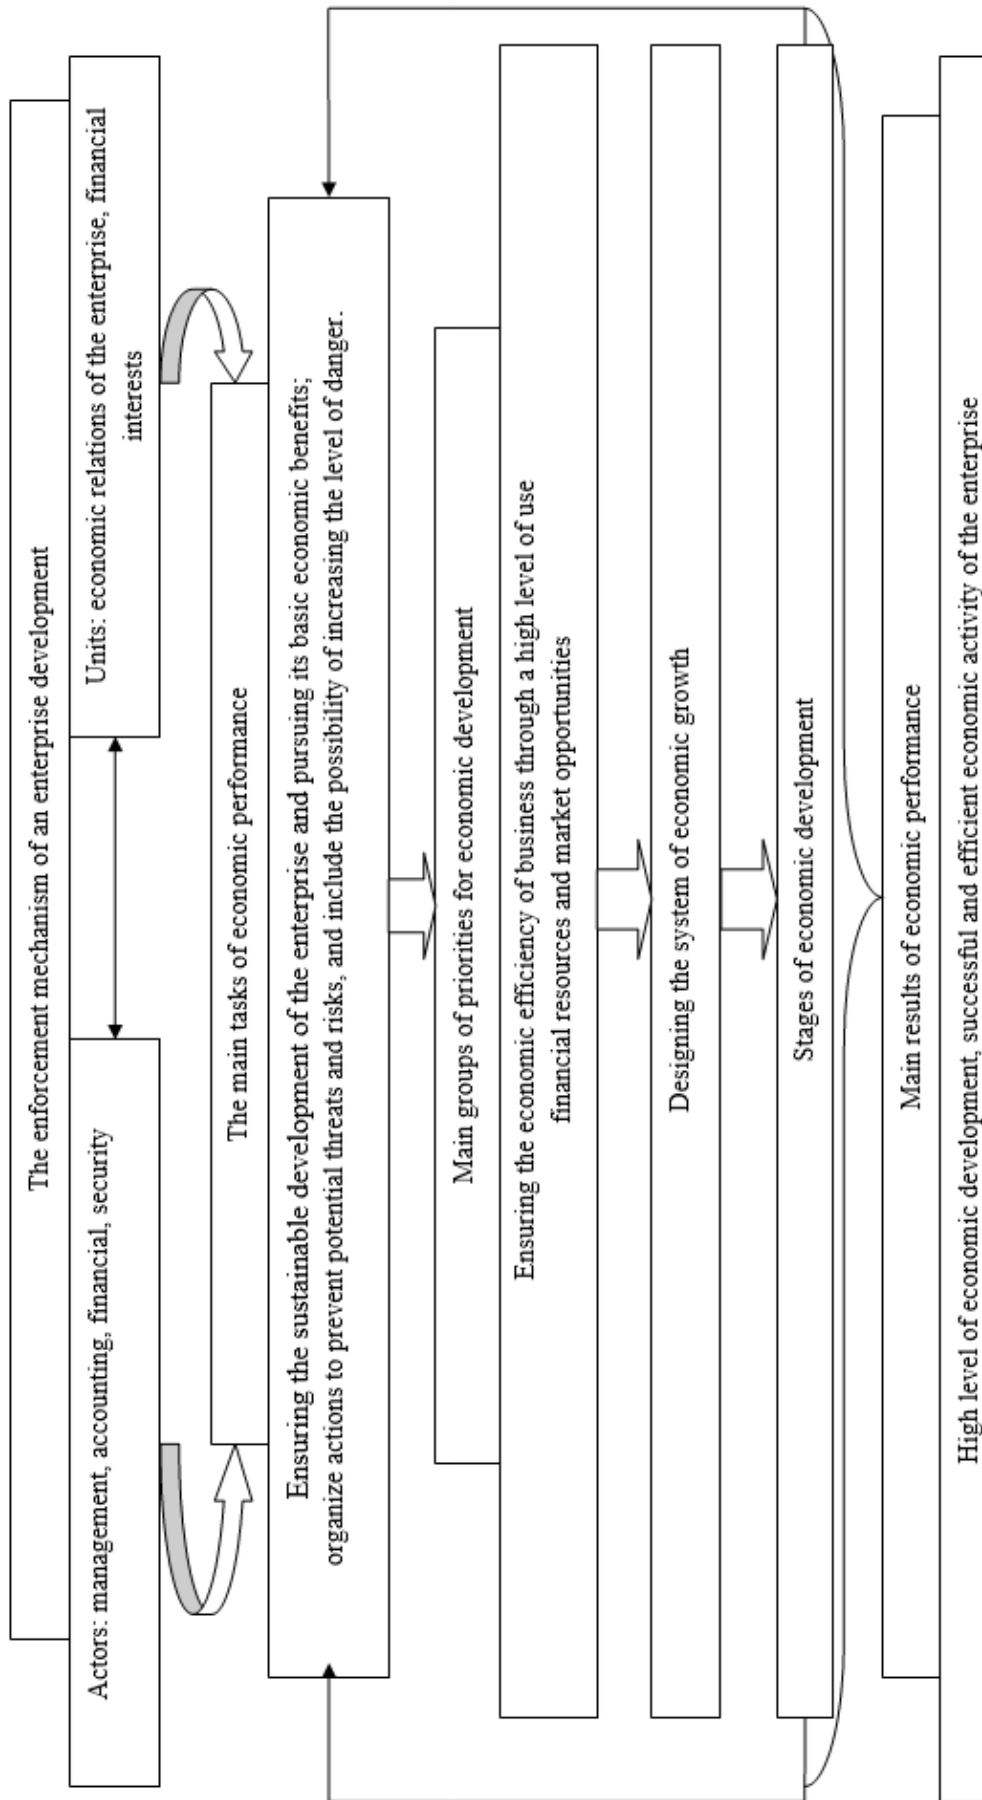 The enforcement mechanism of an enterprise development
Actors: management, accounting, financial, security
Units: economic relations of the enterprise, financial
interests
The main tasks of economic performance
Ensuring the sustainable development of the enterprise and pursuing its basic economic benefits;
organize actions to prevent potential threats and risks, and include the possibility of increasing the level of danger.
Main groups of priorities for economic development
Ensuring the economic efficiency of business through a high level of use
financial resources and market opportunities
Designing the system of economic growth
Stages of economic development
Main results of economic performance
High level of economic development, successful and efficient economic activity of the enterprise